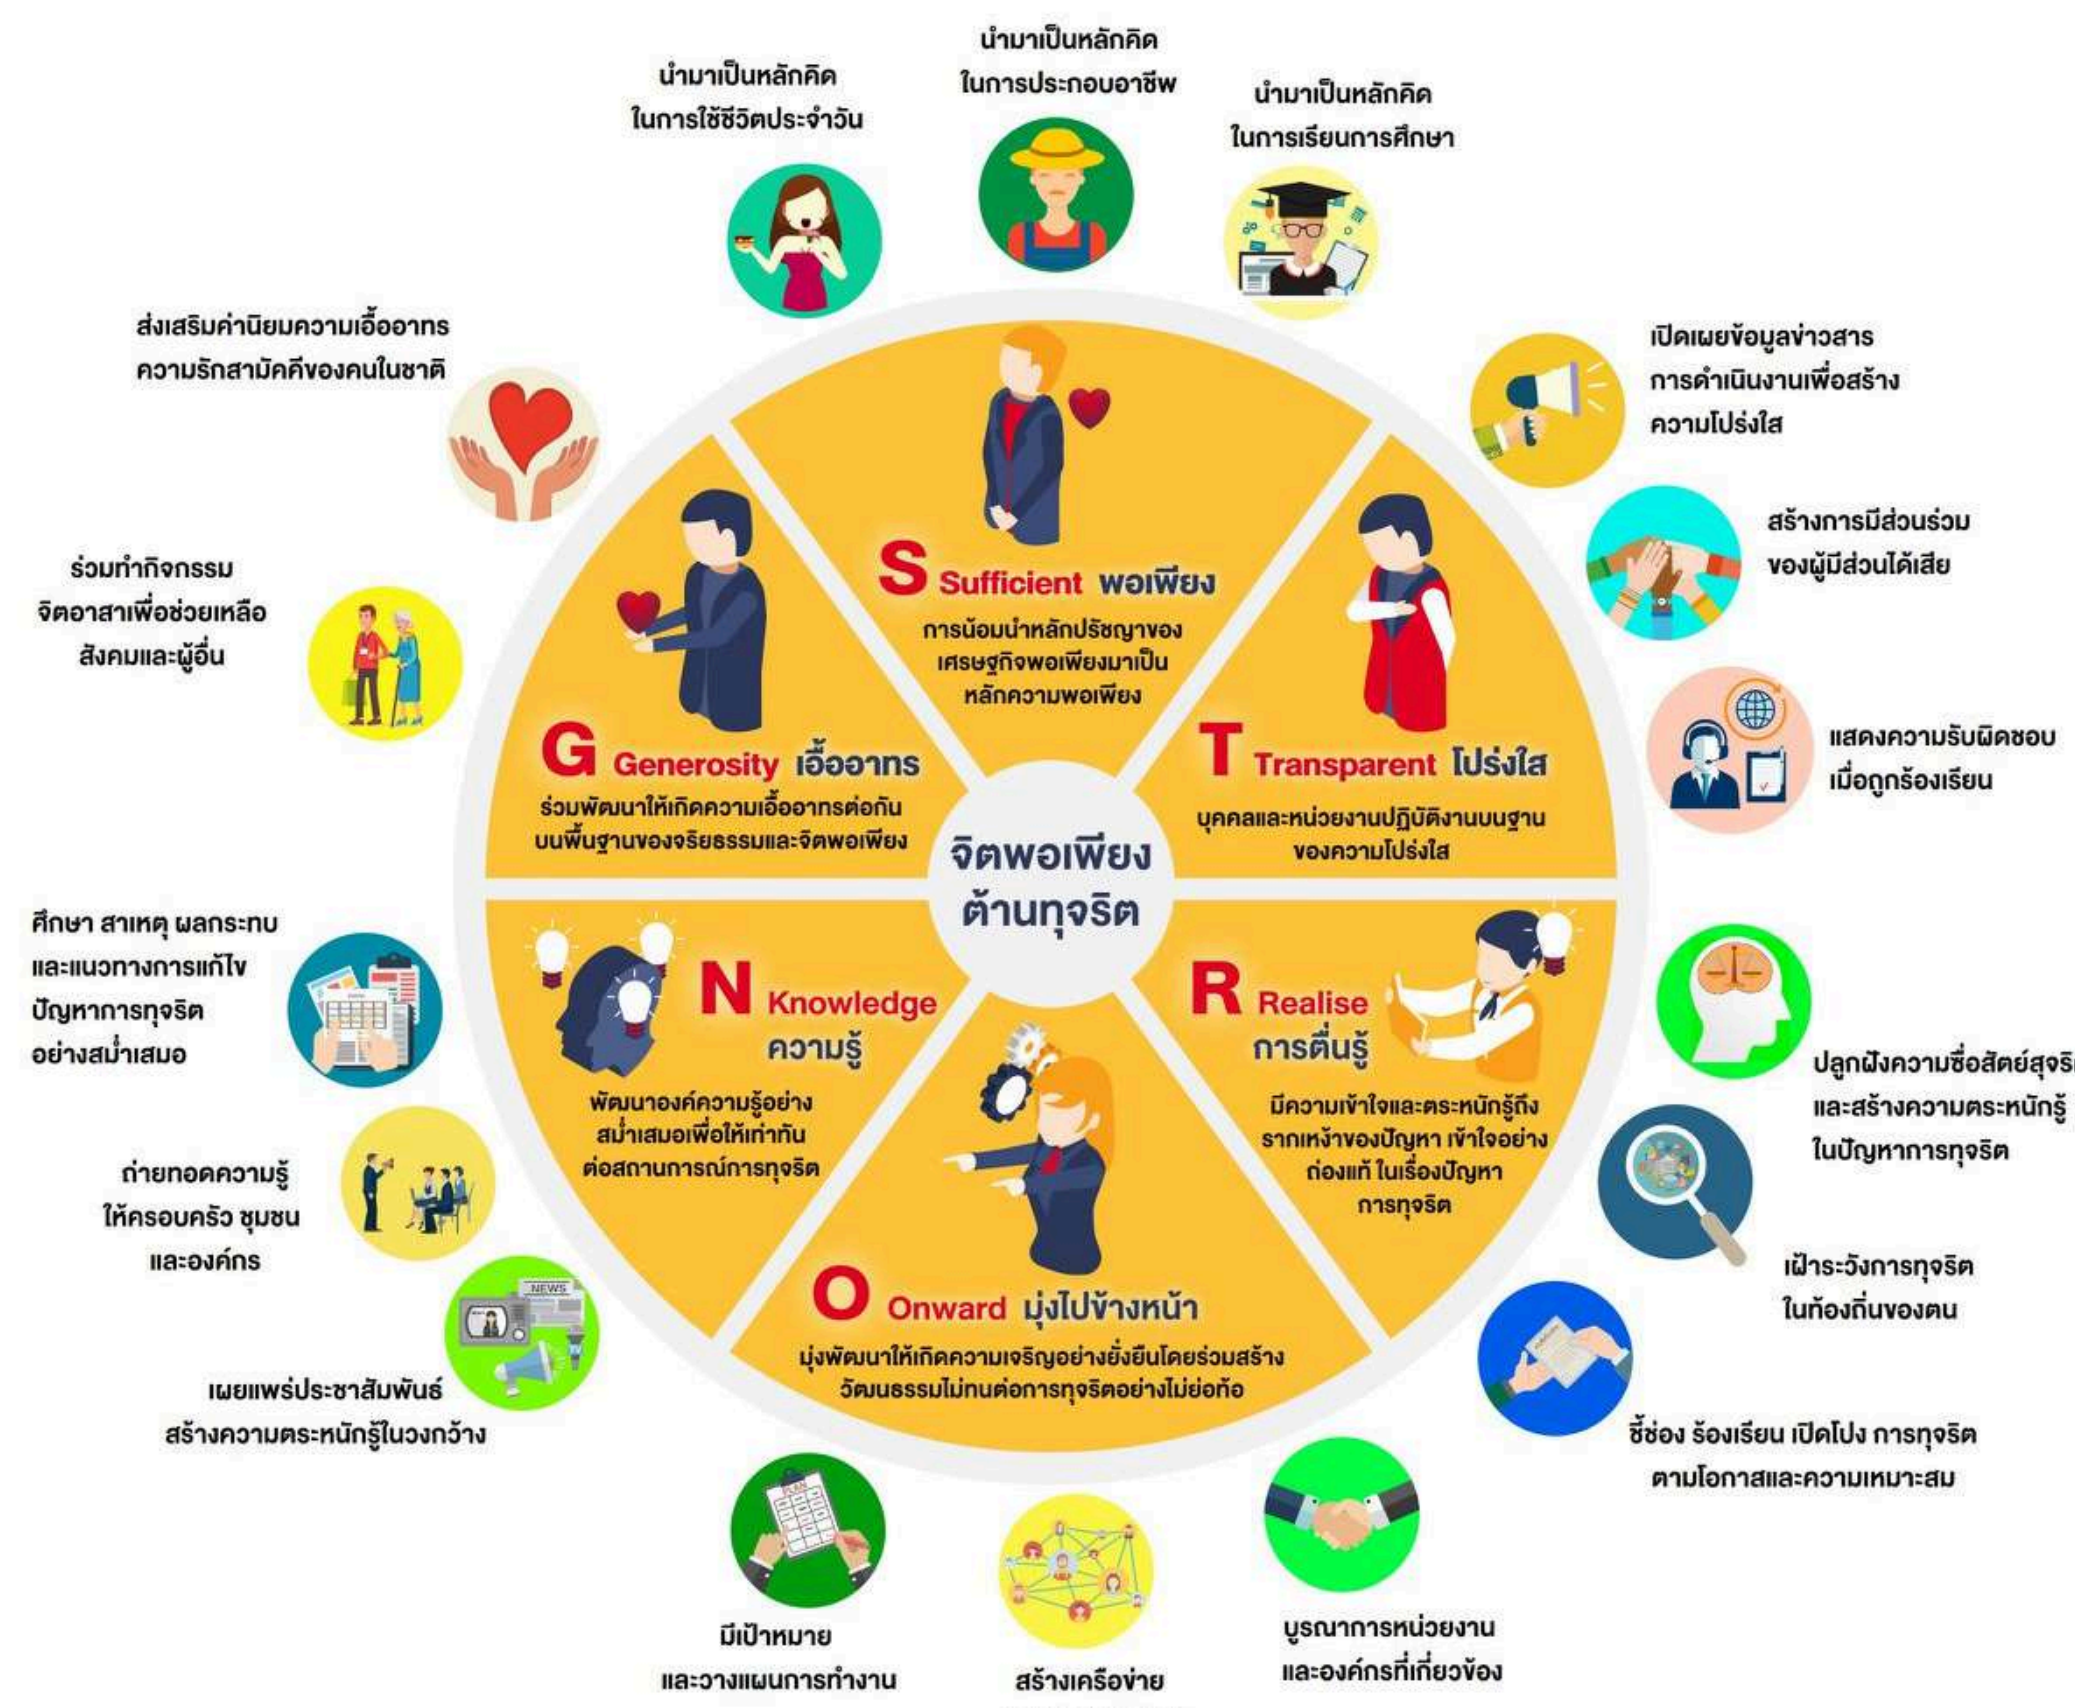 นำมาเป็นหลักคิด
ในการใช้ชีวิตประจำวัน
นำมาเป็นหลักคิด
ในการประกอบอาชีพ
นำมาเป็นหลักคิด
ในการเรียนการศึกษา
ส่งเสริมค่านิยมความเอื้ออาทร
ความรักสามัคคีของคนในชาติ
ร่วมทำกิจกรรม
จิตอาสาเพื่อช่วยเหลือ
สังคมและผู้อื่น
เปิดเผยข้อมูลข่าวสาร
การดำเนินงานเพื่อสร้าง
ความโปร่งใส
สร้างการมีส่วนร่วม
ของผู้มีส่วนได้เสีย
แสดงความรับผิดชอบ
เมื่อถูกร้องเรียน
S Sufficient พอเพียง
การน้อมนำหลักปรัชญาของ
เศรษฐกิจพอเพียงมาเป็น
หลักความพอเพียง
G Generosity เอื้ออาทร
ร่วมพัฒนาให้เกิดความเอื้ออาทรต่อกัน
บนพื้นฐานของจริยธรรมและจิตพอเพียง
T Transparent โปร่งใส
บุคคลและหน่วยงานปฏิบัติงานบนฐาน
ของความโปร่งใส
จิตพอเพียง
ต้านทุจริต
N Knowledge
ความรู้
พัฒนาองค์ความรู้อย่าง
สม่ำเสมอเพื่อให้เท่าทัน
ต่อสถานการณ์การทุจริต
R Realise
การตื่นรู้
มีความเข้าใจและตระหนักรู้ถึง
รากเหง้าของปัญหา เข้าใจอย่าง
ถ่องแท้ ในเรื่องปัญหา
การทุจริต
O Onward มุ่งไปข้างหน้า
มุ่งพัฒนาให้เกิดความเจริญอย่างยั่งยืนโดยร่วมสร้าง
วัฒนธรรมไม่ทนต่อการทุจริตอย่างไม่ย่อท้อ
ศึกษา สาเหตุ ผลกระทบ
และแนวทางการแก้ไข
ปัญหาการทุจริต
อย่างสม่ำเสมอ
ถ่ายทอดความรู้
ให้ครอบครัว ชุมชน
และองค์กร
NEWS
เผยแพร่ประชาสัมพันธ์
สร้างความตระหนักรู้ในวงกว้าง
ปลูกฝังความซื่อสัตย์สุจริ
และสร้างความตระหนักรู้
ในปัญหาการทุจริต
เฝ้าระวังการทุจริต
ในท้องถิ่นของตน
ชี้ช่อง ร้องเรียน เปิดโปง การทุจริต
ตามโอกาสและความเหมาะสม
PLAN
มีเป้าหมาย
และวางแผนการทำงาน
สร้างเครือข่าย
บูรณาการหน่วยงาน
และองค์กรที่เกี่ยวข้อง